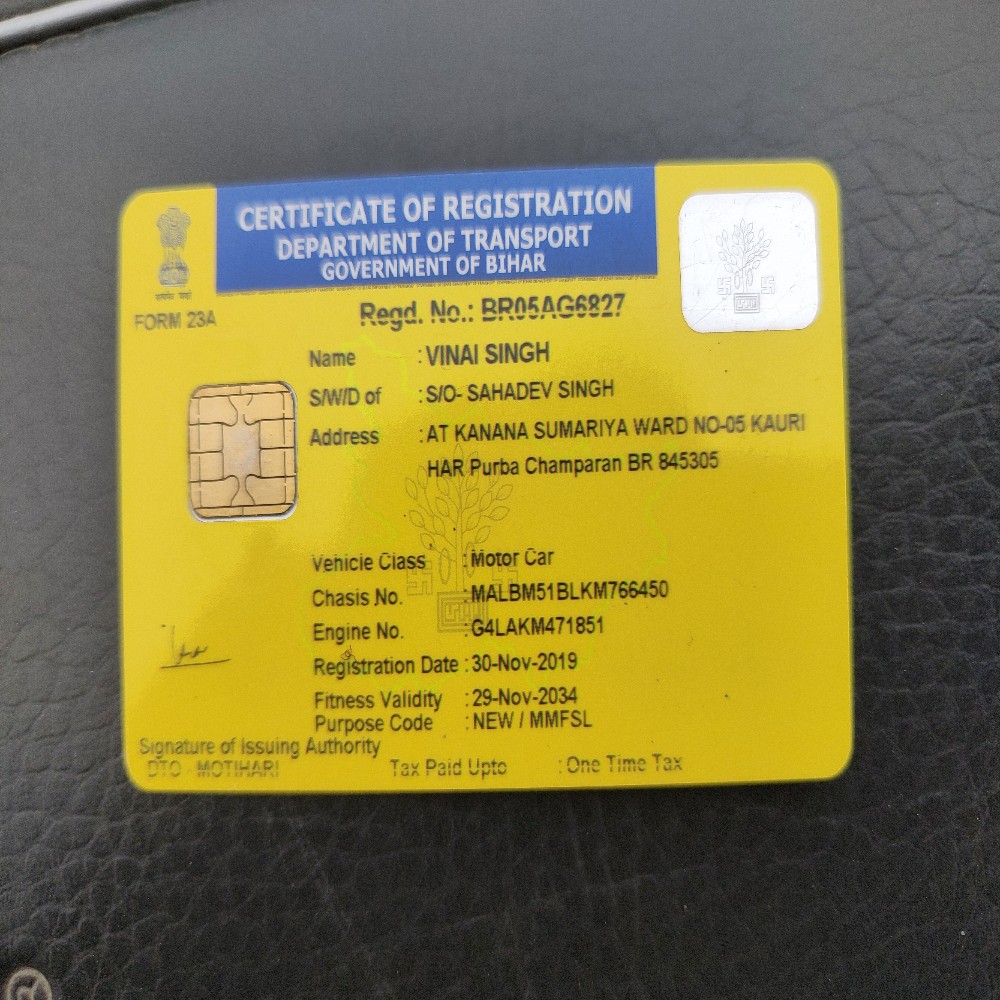 CERTIFICATE OF REGISTRATION
DEPARTMENT OF TRANSPORT
GOVERNMENT OF BIHAR
FORM 23A
Regd. No.: BR05AG6827
Name : VINAI SINGH
S/W/D of : S/O- SAHADEV SINGH
Address : AT KANANA SUMARIYA WARD NO-05 KAURI
HAR Purba Champaran BR 845305
Vehicle Class : Motor Car
Chasis No. : MALBM51BLKM766450
Engine No. : G4LAKM471851
Registration Date : 30-Nov-2019
Fitness Validity : 29-Nov-2034
Purpose Code : NEW / MMFSL
Signature of Issuing Authority
DTO - MOTIHARI Tax Paid Upto : One Time Tax